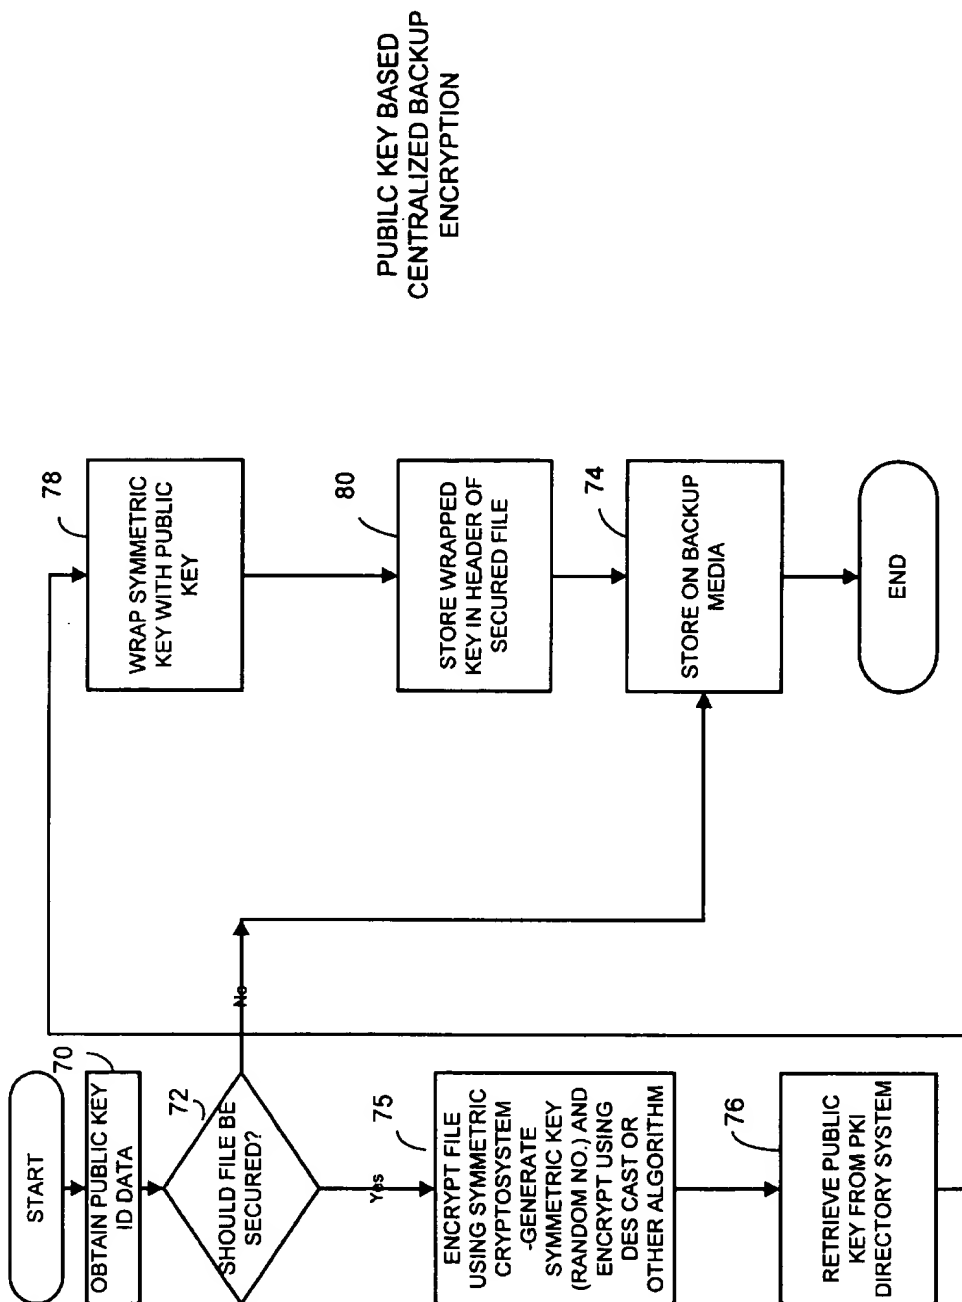 START
70
OBTAIN PUBLIC KEY
ID DATA
72
SHOULD FILE BE
SECURED?
No
Yes
75
ENCRYPT FILE
USING SYMMETRIC
CRYPTOSYSTEM
-GENERATE
SYMMETRIC KEY
(RANDOM NO.) AND
ENCRYPT USING
DES CAST OR
OTHER ALGORITHM
76
RETRIEVE PUBLIC
KEY FROM PKI
DIRECTORY SYSTEM
78
WRAP SYMMETRIC
KEY WITH PUBLIC
KEY
80
STORE WRAPPED
KEY IN HEADER OF
SECURED FILE
74
STORE ON BACKUP
MEDIA
END
PUBILC KEY BASED
CENTRALIZED BACKUP
ENCRYPTION